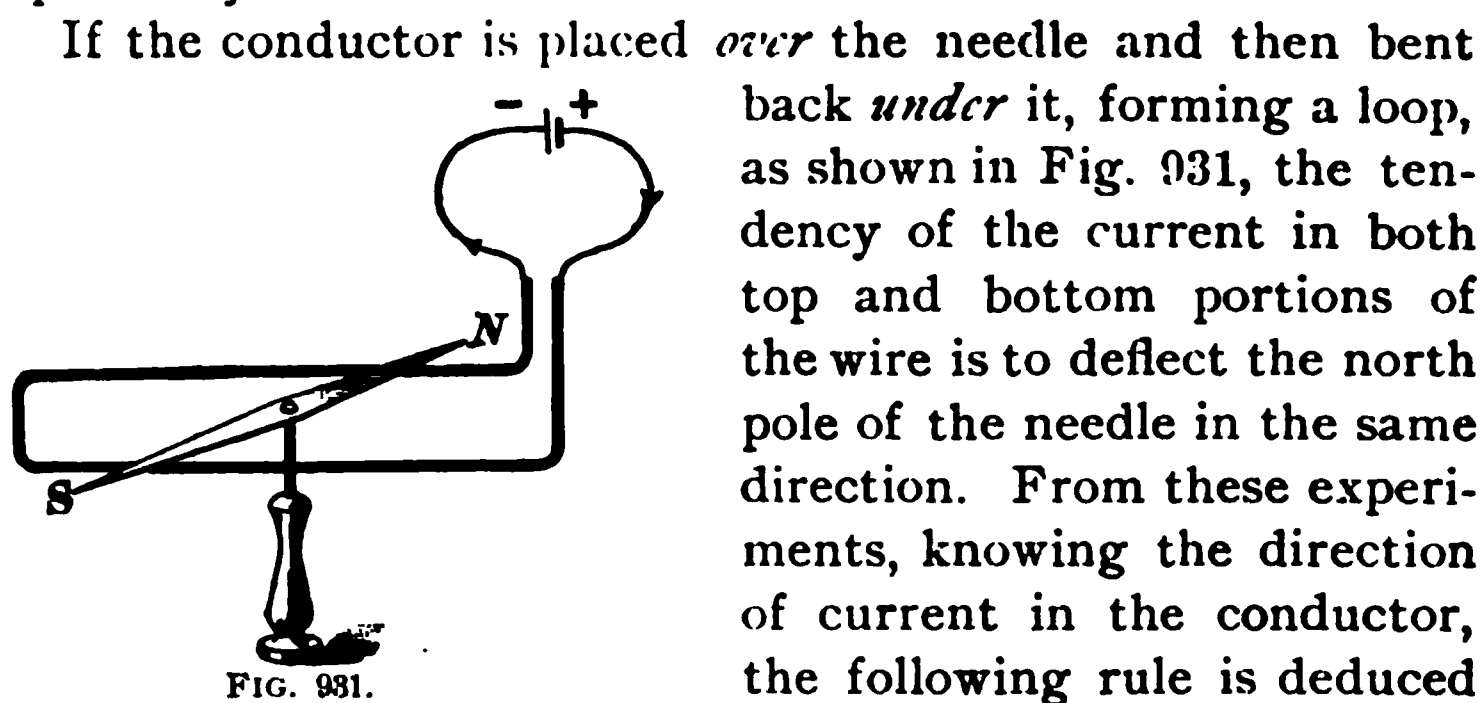 If the conductor is placed over the needle and then bent
back under it, forming a loop,
as shown in Fig. 931, the ten-
dency of the current in both
top and bottom portions of
the wire is to deflect the north
pole of the needle in the same
direction. From these experi-
ments, knowing the direction
of current in the conductor,
the following rule is deduced
- +
N
S
FIG. 931.